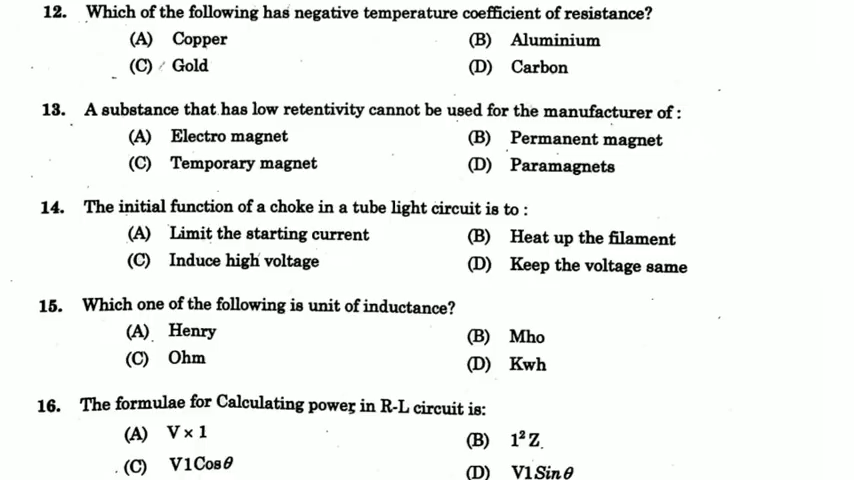 12. Which of the following has negative temperature coefficient of resistance?
(A) Copper (B) Aluminium
(C) Gold (D) Carbon
13. A substance that has low retentivity cannot be used for the manufacturer of :
(A) Electro magnet (B) Permanent magnet
(C) Temporary magnet (D) Paramagnets
14. The initial function of a choke in a tube light circuit is to :
(A) Limit the starting current (B) Heat up the filament
(C) Induce high voltage (D) Keep the voltage same
15. Which one of the following is unit of inductance?
(A) Henry (B) Mho
(C) Ohm (D) Kwh
16. The formulae for Calculating power in R-L circuit is:
(A) V × 1 (B) 1² Z
(C) V1Cosθ (D) V1Sinθ